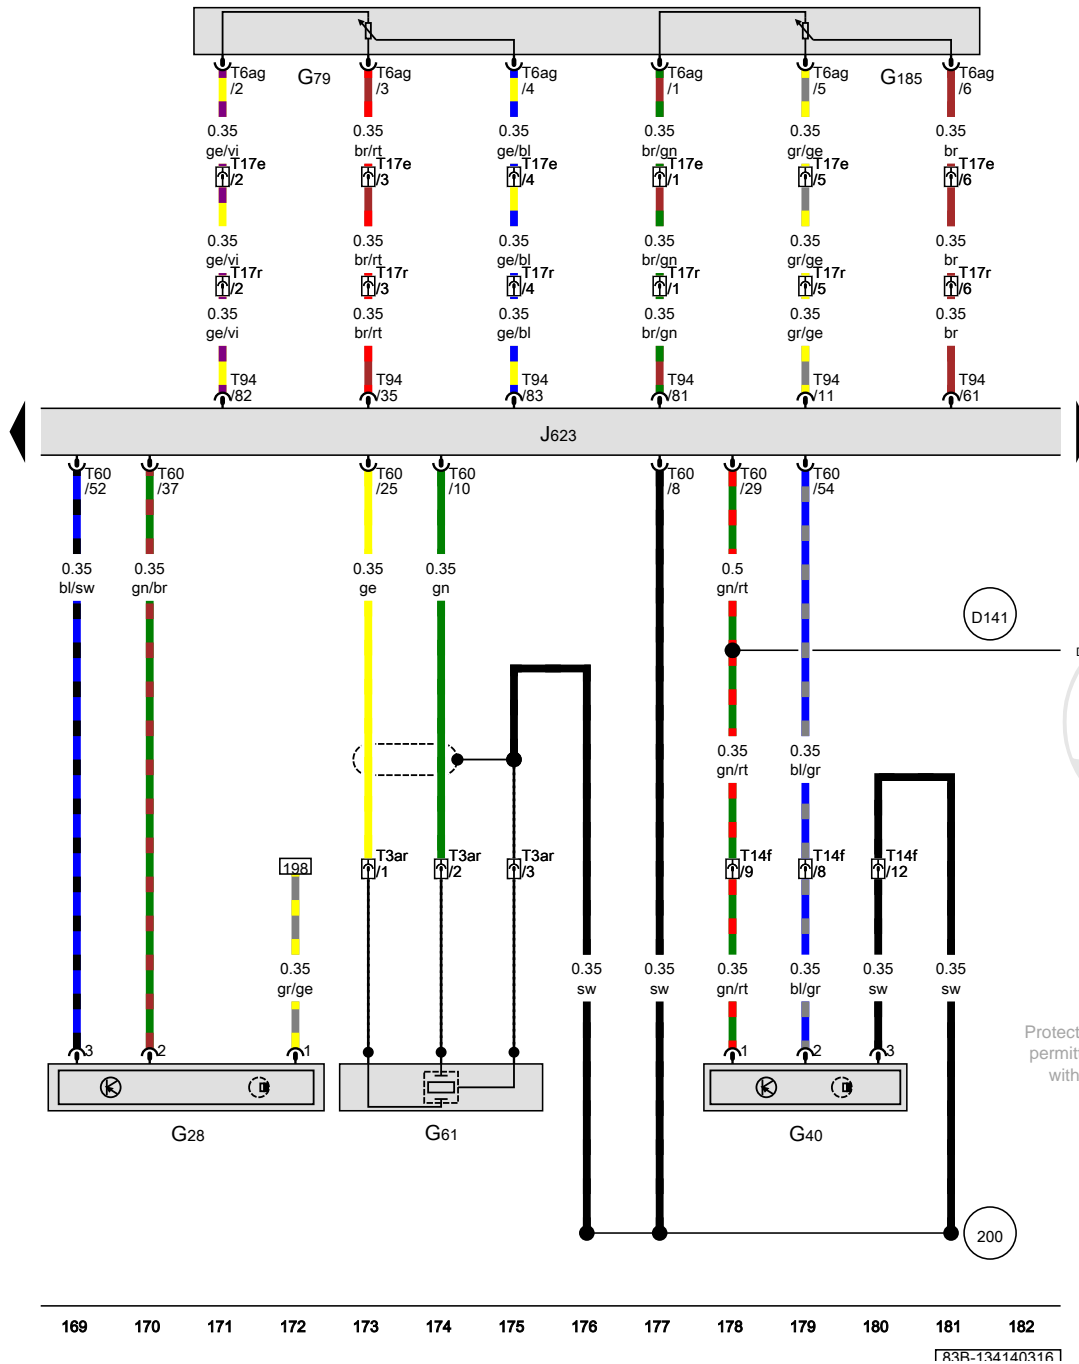 G79 G185
T6ag T6ag T6ag T6ag T6ag T6ag
/2 /3 /4 /1 /5 /6
0.35 0.35 0.35 0.35 0.35 0.35
ge/vi br/rt ge/bl br/gn gr/ge br
T17e T17e T17e T17e T17e T17e
/2 /3 /4 /1 /5 /6
0.35 0.35 0.35 0.35 0.35 0.35
ge/vi br/rt ge/bl br/gn gr/ge br
T17r T17r T17r T17r T17r T17r
/2 /3 /4 /1 /5 /6
0.35 0.35 0.35 0.35 0.35 0.35
ge/vi br/rt ge/bl br/gn gr/ge br
T94 T94 T94 T94 T94 T94
/82 /35 /83 /81 /11 /61
J623
T60 T60 T60 T60 T60 T60 T60
/52 /37 /25 /10 /8 /29 /54
0.35 0.35 0.35 0.35 0.5
bl/sw gn/br ge gn gn/rt
D141
0.35 0.35
gn/rt bl/gr
T3ar T3ar T3ar T14f T14f T14f
/1 /2 /3 /9 /8 /12
198
0.35 0.35 0.35 0.35 0.35 0.35 0.35
gr/ge sw sw gn/rt bl/gr sw sw
Protect
permit
with
3 2 1 1 2 3
G28 G61 G40
200
169 170 171 172 173 174 175 176 177 178 179 180 181 182
83B-134140316